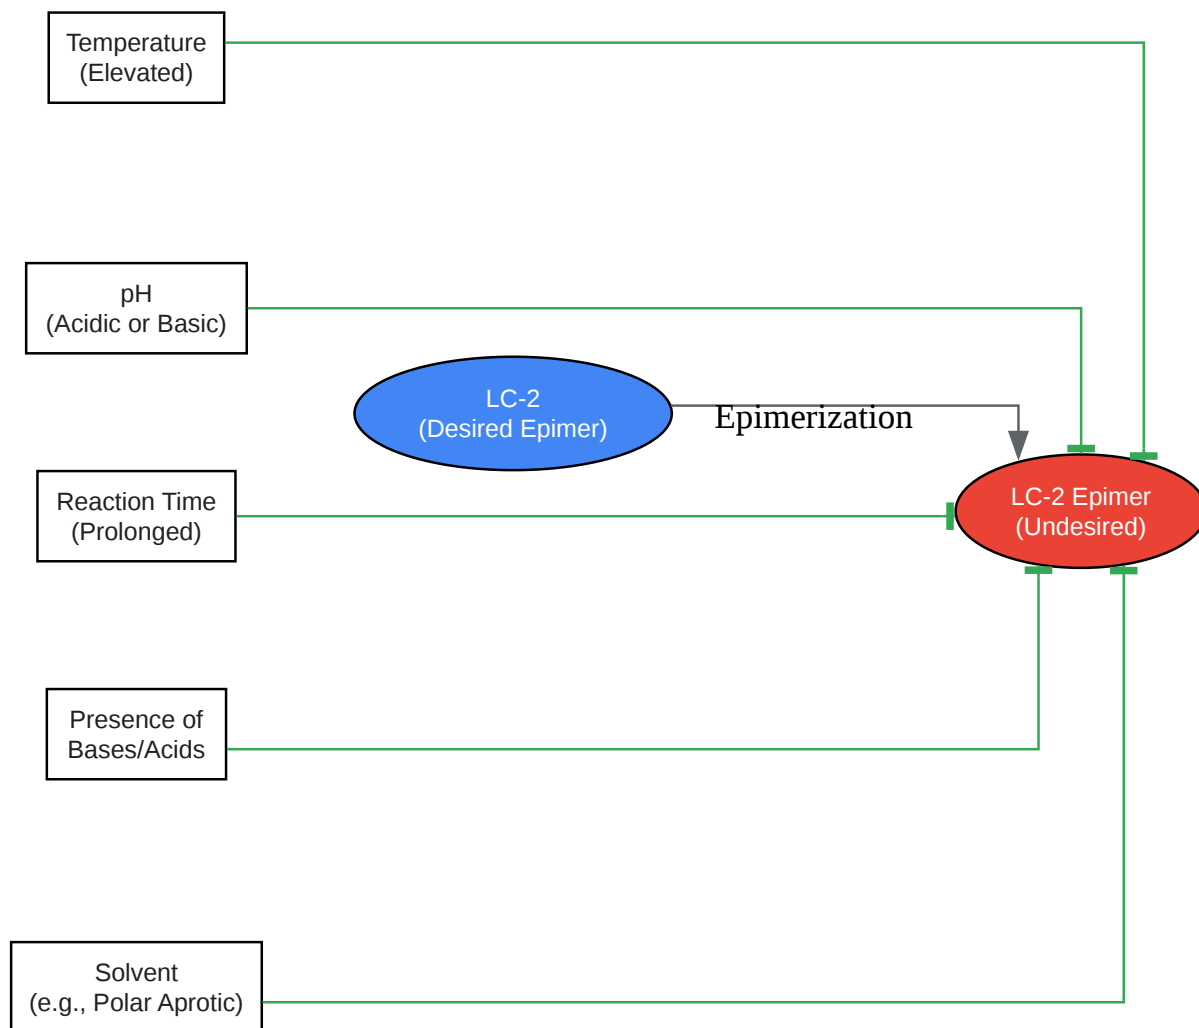 Temperature
(Elevated)
pH
(Acidic or Basic)
LC-2
(Desired Epimer)
Epimerization
Reaction Time
(Prolonged)
LC-2 Epimer
(Undesired)
Presence of
Bases/Acids
Solvent
(e.g., Polar Aprotic)